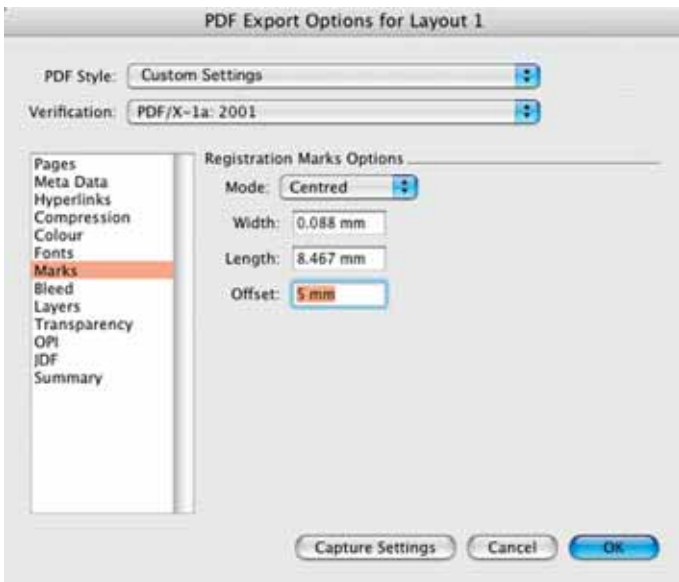 PDF Export Options for Layout 1
PDF Style: Custom Settings
Verification: PDF/X-1a: 2001
Pages
Meta Data
Hyperlinks
Compression
Colour
Fonts
Marks
Bleed
Layers
Transparency
OPI
JDF
Summary
Registration Marks Options
Mode: Centred
Width: 0.088 mm
Length: 8.467 mm
Offset: 5 mm
Capture Settings Cancel OK